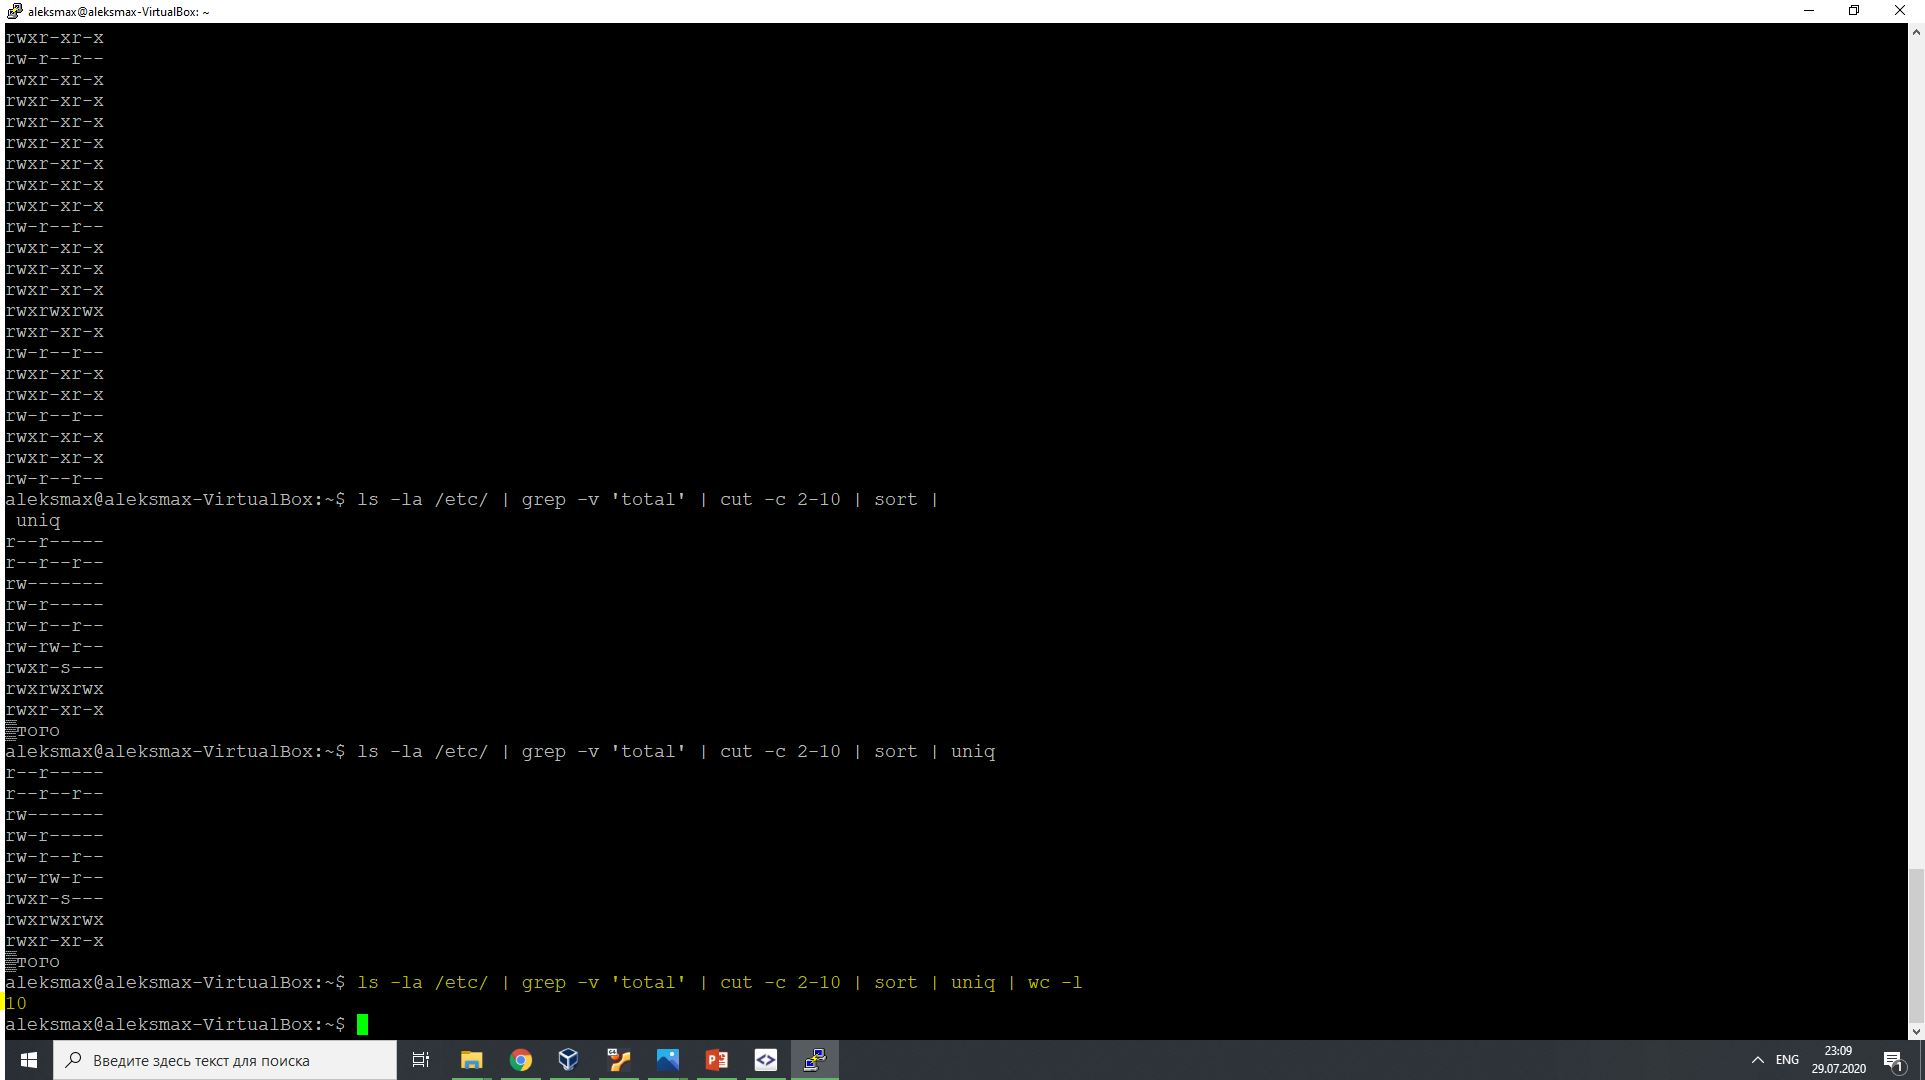 aleksmax@aleksmax-VirtualBox: ~
rwxr-xr-x
rw-r--r--
rwxr-xr-x
rwxr-xr-x
rwxr-xr-x
rwxr-xr-x
rwxr-xr-x
rwxr-xr-x
rwxr-xr-x
rw-r--r--
rwxr-xr-x
rwxr-xr-x
rwxr-xr-x
rwxrwxrwx
rwxr-xr-x
rw-r--r--
rwxr-xr-x
rwxr-xr-x
rw-r--r--
rwxr-xr-x
rwxr-xr-x
rw-r--r--
aleksmax@aleksmax-VirtualBox:~$ ls -la /etc/ | grep -v 'total' | cut -c 2-10 | sort |
uniq
r--r-----
r--r--r--
rw-------
rw-r-----
rw-r--r--
rw-rw-r--
rwxr-s---
rwxrwxrwx
rwxr-xr-x
того
aleksmax@aleksmax-VirtualBox:~$ ls -la /etc/ | grep -v 'total' | cut -c 2-10 | sort | uniq
r--r-----
r--r--r--
rw-------
rw-r-----
rw-r--r--
rw-rw-r--
rwxr-s---
rwxrwxrwx
rwxr-xr-x
того
aleksmax@aleksmax-VirtualBox:~$ ls -la /etc/ | grep -v 'total' | cut -c 2-10 | sort | uniq | wc -l
10
aleksmax@aleksmax-VirtualBox:~$
Введите здесь текст для поиска
64
P
ENG
23:09
29.07.2020
1